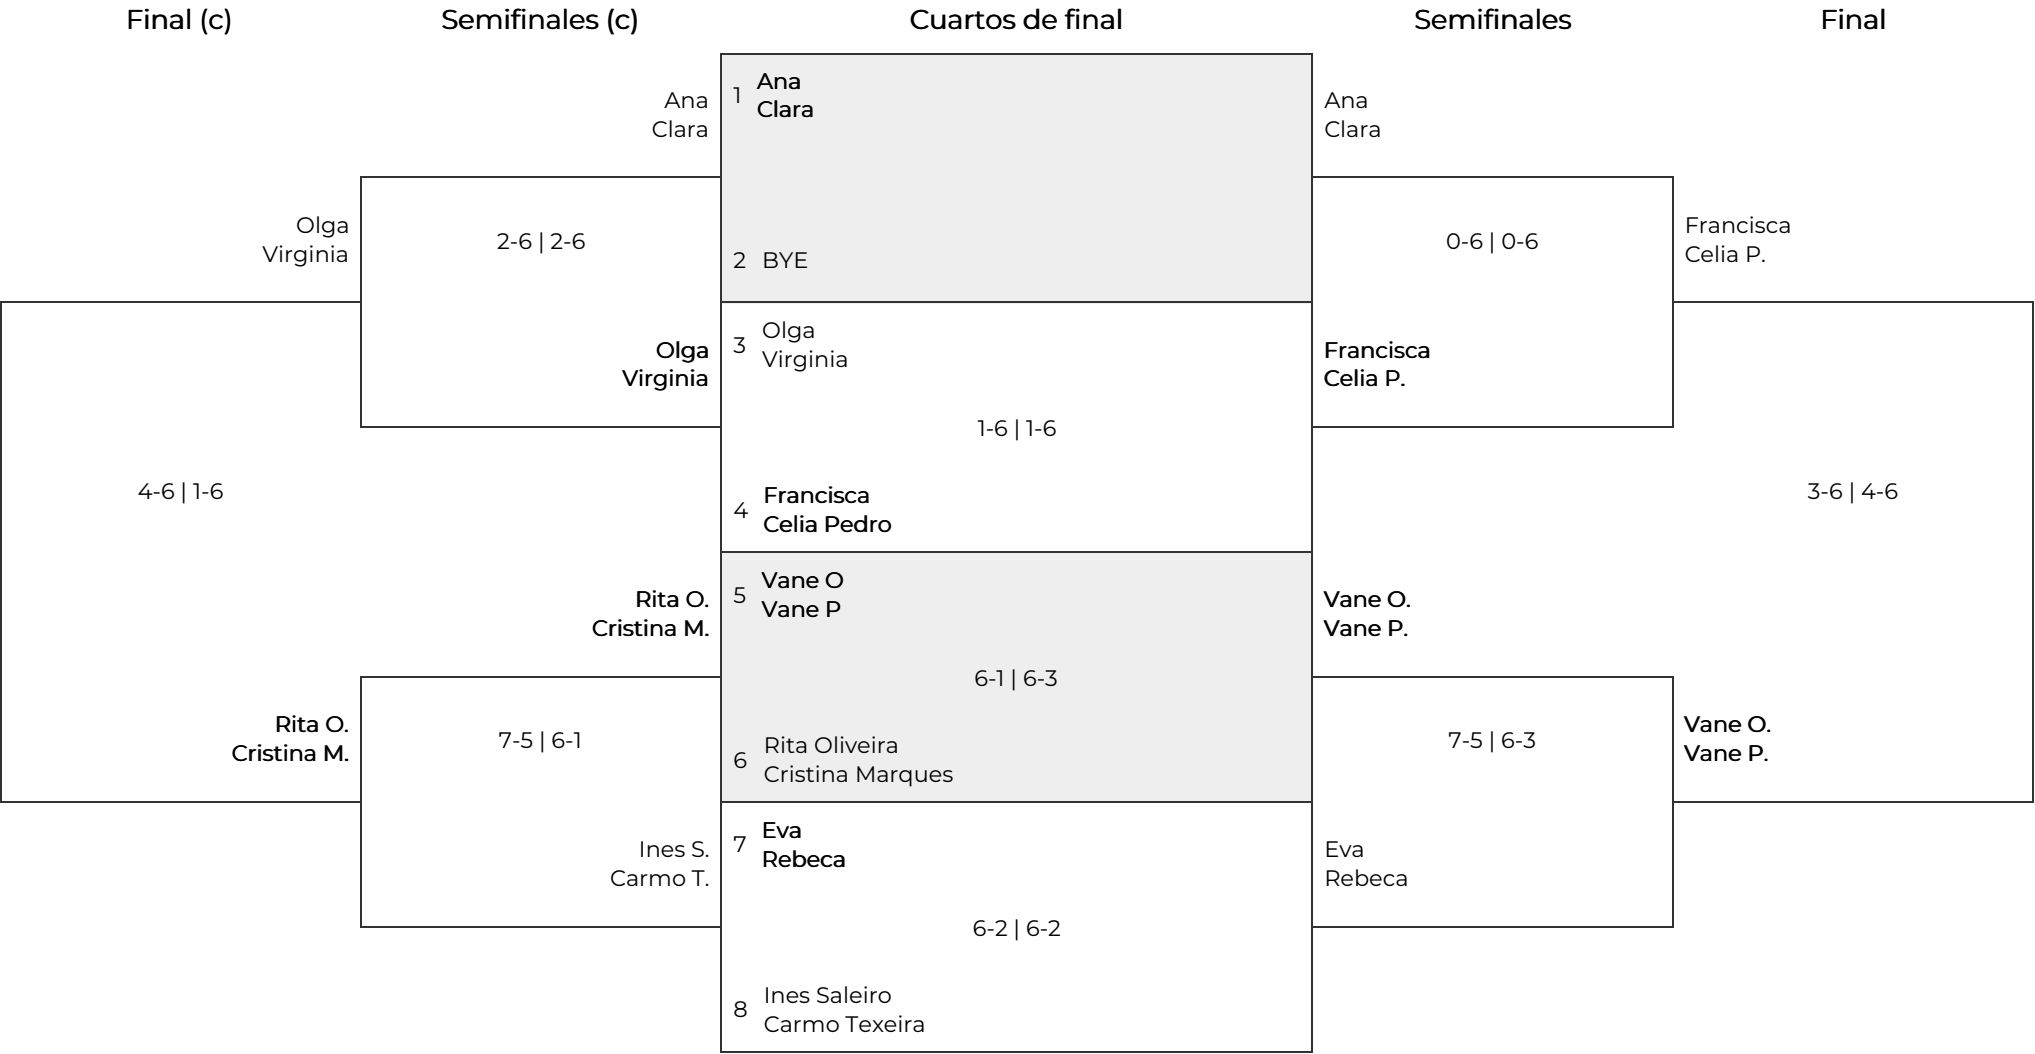 Final (c)
Semifinales (c)
Cuartos de final
Semifinales
Final
Olga
Virginia
4-6 | 1-6
Rita O.
Cristina M.
Ana
Clara
2-6 | 2-6
Olga
Virginia
Rita O.
Cristina M.
7-5 | 6-1
Ines S.
Carmo T.
1 Ana
Clara
2 BYE
3 Olga
Virginia
1-6 | 1-6
4 Francisca
Celia Pedro
5 Vane O
Vane P
6-1 | 6-3
6 Rita Oliveira
Cristina Marques
7 Eva
Rebeca
6-2 | 6-2
8 Ines Saleiro
Carmo Texeira
Ana
Clara
0-6 | 0-6
Francisca
Celia P.
Vane O.
Vane P.
7-5 | 6-3
Eva
Rebeca
Francisca
Celia P.
3-6 | 4-6
Vane O.
Vane P.